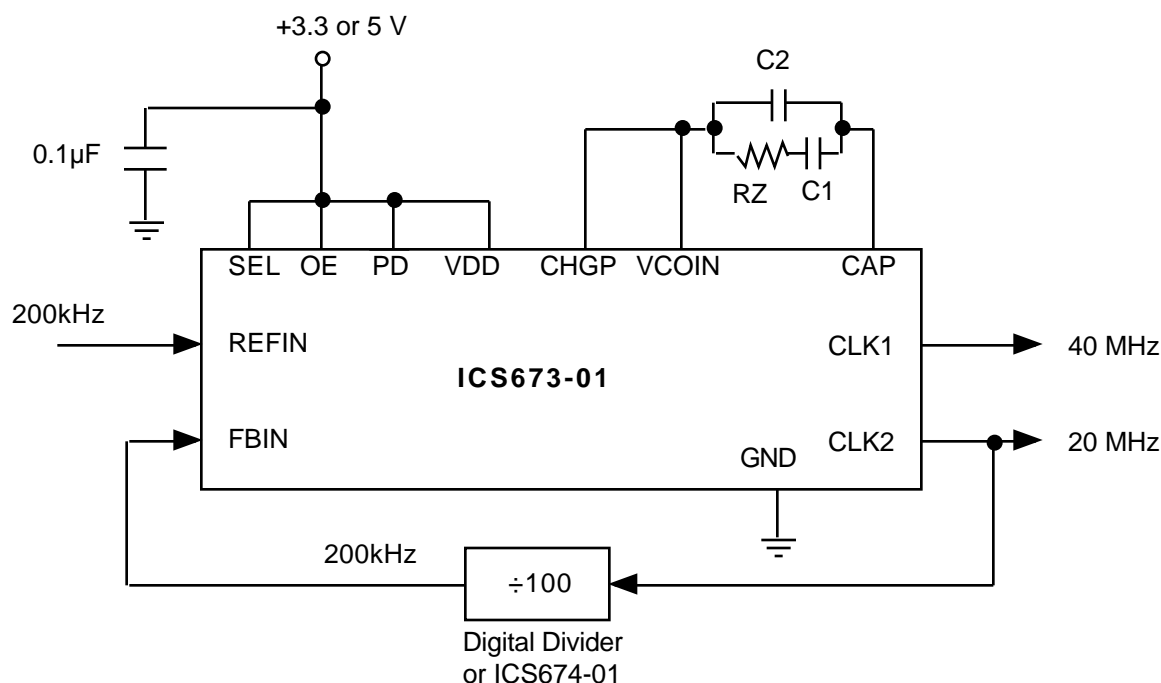 +3.3 or 5 V
C2
0.1µF
RZ
C1
SEL
OE
PD
VDD
CHGP
VCOIN
CAP
200kHz
REFIN
CLK1
40 MHz
ICS673-01
FBIN
CLK2
20 MHz
GND
200kHz
÷100
Digital Divider
or ICS674-01